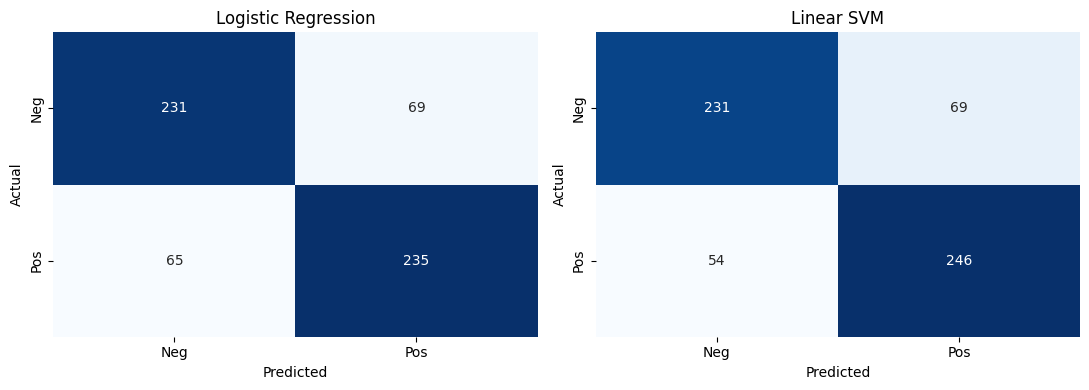 Logistic Regression
Neg
231
69
Actual
Pos
65
235
Neg
Pos
Predicted
Linear SVM
Neg
231
69
Actual
Pos
54
246
Neg
Pos
Predicted